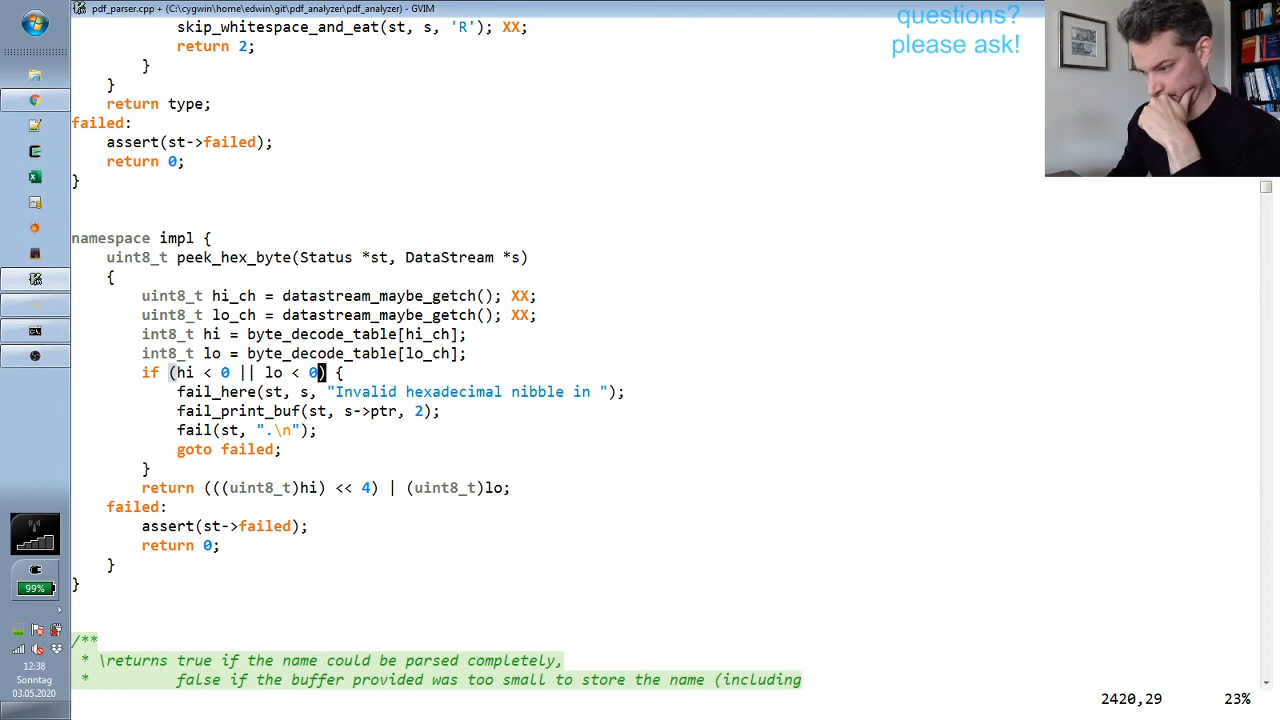 pdf_parser.cpp + (C:\cygwin\home\edwin\git\pdf_analyzer\pdf_analyzer) - GVIM
questions?
please ask!
skip_whitespace_and_eat(st, s, 'R'); XX;
return 2;
}
}
return type;
failed:
assert(st->failed);
return 0;
}
namespace impl {
uint8_t peek_hex_byte(Status *st, DataStream *s)
{
uint8_t hi_ch = datastream_maybe_getch(); XX;
uint8_t lo_ch = datastream_maybe_getch(); XX;
int8_t hi = byte_decode_table[hi_ch];
int8_t lo = byte_decode_table[lo_ch];
if (hi < 0 || lo < 0) {
fail_here(st, s, "Invalid hexadecimal nibble in ");
fail_print_buf(st, s->ptr, 2);
fail(st, ".\n");
goto failed;
}
return (((uint8_t)hi) << 4) | (uint8_t)lo;
failed:
assert(st->failed);
return 0;
}
}
/**
* \returns true if the name could be parsed completely,
* false if the buffer provided was too small to store the name (including
2420,29 23%
99%
12:38
Sonntag
03.05.2020